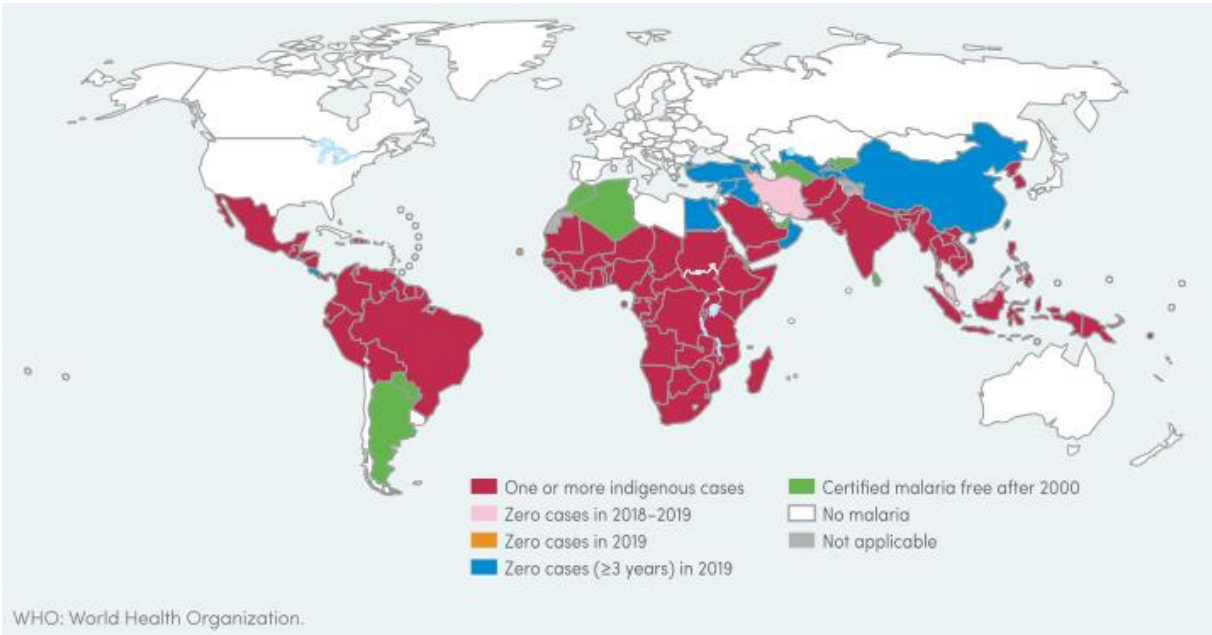 One or more indigenous cases
Zero cases in 2018–2019
Zero cases in 2019
Zero cases (≥3 years) in 2019
Certified malaria free after 2000
No malaria
Not applicable
WHO: World Health Organization.